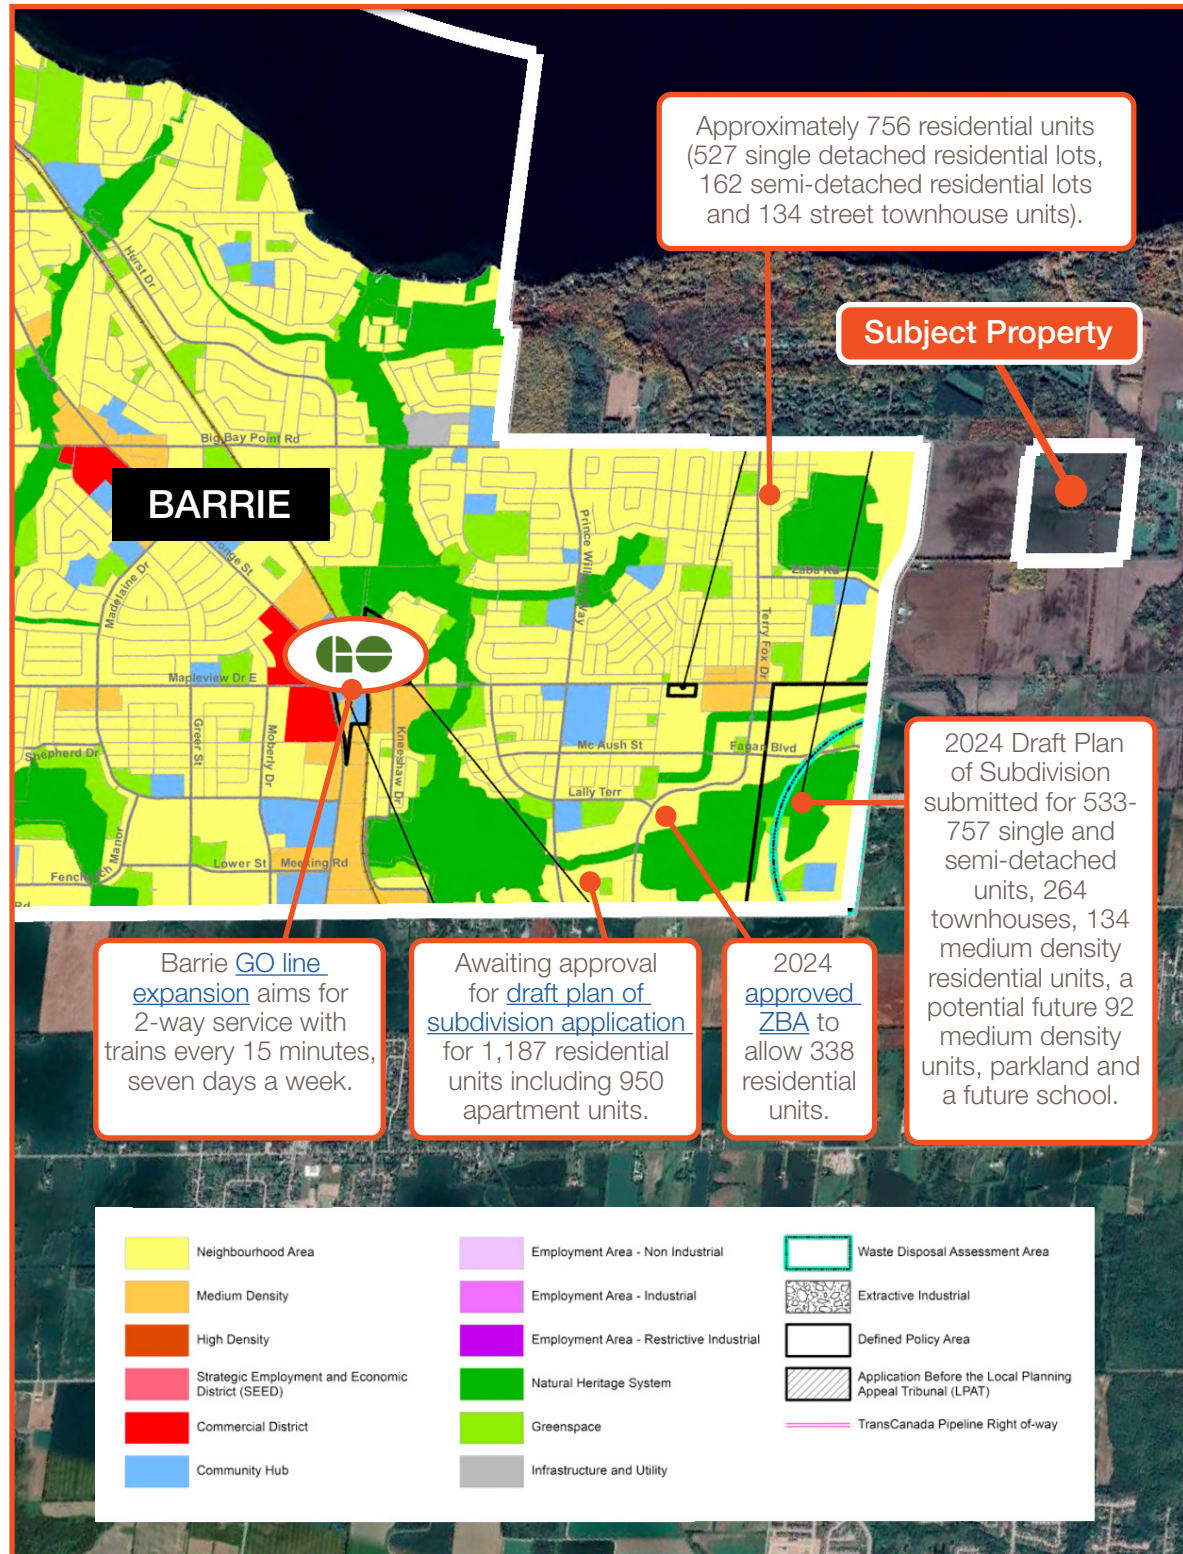 Approximately 756 residential units
(527 single detached residential lots,
162 semi-detached residential lots
and 134 street townhouse units).
Subject Property
Hurst Dr
Big Bay Point Rd
BARRIE
Yonge St
Madelaine Dr
Prince William Way
Zaba Rd
Terry Fox Dr
GO
Mapleview Dr E
Greer St
Moberly Dr
Kneeshaw Dr
Shepherd Dr
Mc Aush St
Fagan Blvd
Lally Terr
Lower St
Meeking Rd
Fenchurch Manor
Rd
2024 Draft Plan
of Subdivision
submitted for 533-
757 single and
semi-detached
units, 264
townhouses, 134
medium density
residential units, a
potential future 92
medium density
units, parkland and
a future school.
Barrie GO line
expansion aims for
2-way service with
trains every 15 minutes,
seven days a week.
Awaiting approval
for draft plan of
subdivision application
for 1,187 residential
units including 950
apartment units.
2024
approved
ZBA to
allow 338
residential
units.
Neighbourhood Area
Medium Density
High Density
Strategic Employment and Economic
District (SEED)
Commercial District
Community Hub
Employment Area - Non Industrial
Employment Area - Industrial
Employment Area - Restrictive Industrial
Natural Heritage System
Greenspace
Infrastructure and Utility
Waste Disposal Assessment Area
Extractive Industrial
Defined Policy Area
Application Before the Local Planning
Appeal Tribunal (LPAT)
TransCanada Pipeline Right of-way